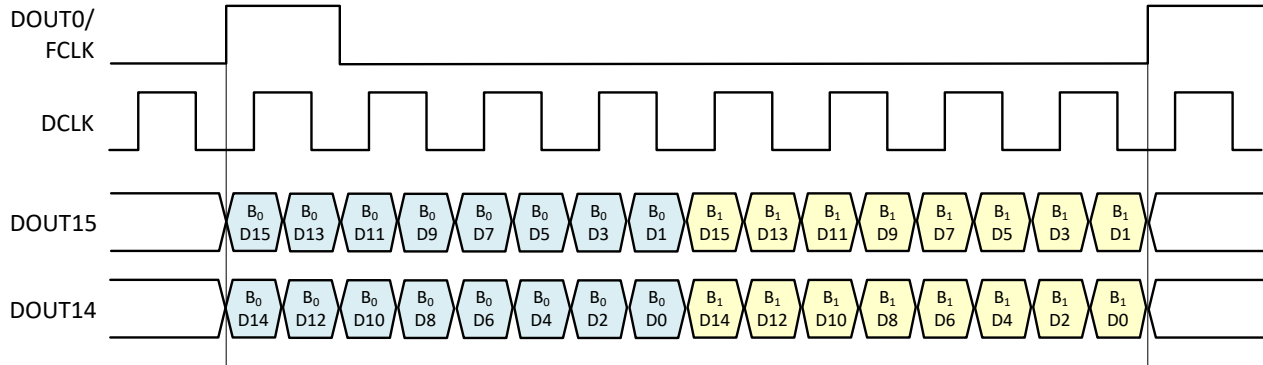 DOUT0/
FCLK
DCLK
DOUT15
B0 B0 B0 B0 B0 B0 B0 B0 B1 B1 B1 B1 B1 B1 B1 B1
D15 D13 D11 D9 D7 D5 D3 D1 D15 D13 D11 D9 D7 D5 D3 D1
DOUT14
B0 B0 B0 B0 B0 B0 B0 B0 B1 B1 B1 B1 B1 B1 B1 B1
D14 D12 D10 D8 D6 D4 D2 D0 D14 D12 D10 D8 D6 D4 D2 D0